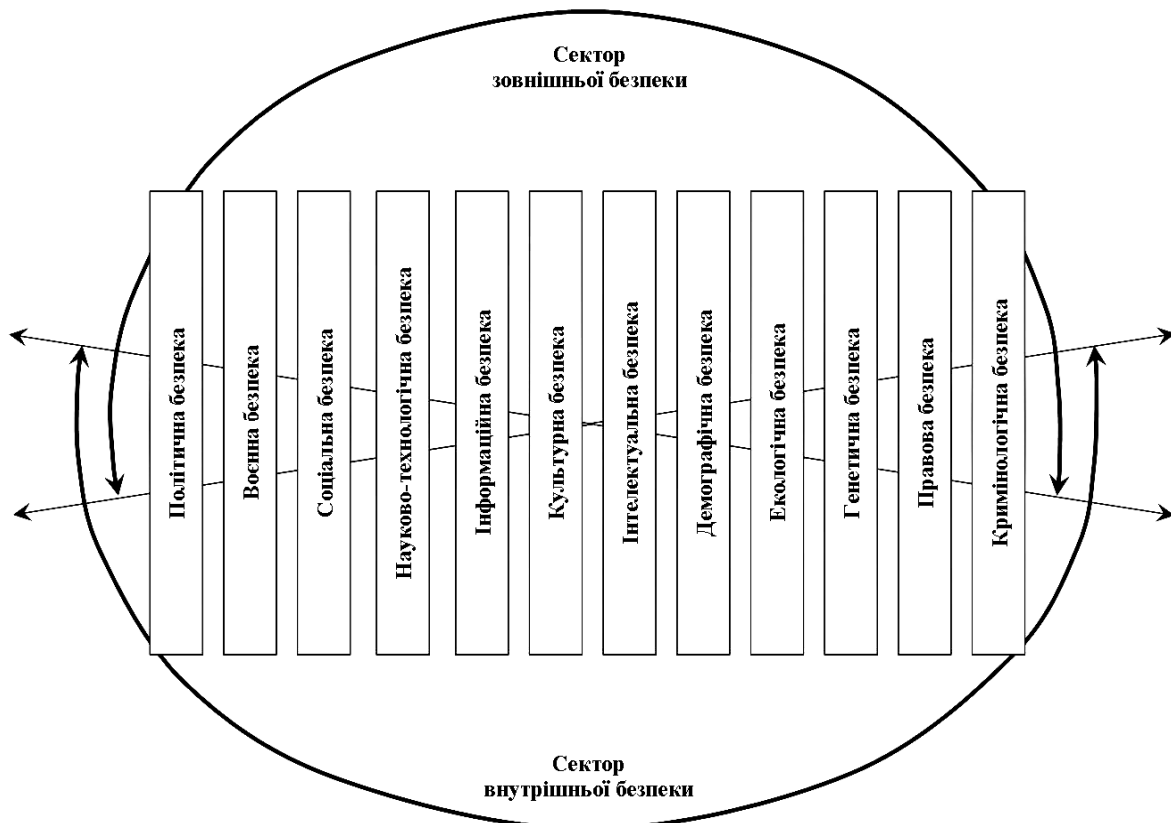 Сектор
зовнішньої безпеки
Політична безпека
Воєнна безпека
Соціальна безпека
Науково-технологічна безпека
Інформаційна безпека
Культурна безпека
Інтелектуальна безпека
Демографічна безпека
Екологічна безпека
Генетична безпека
Правова безпека
Кримінологічна безпека
Сектор
внутрішньої безпеки